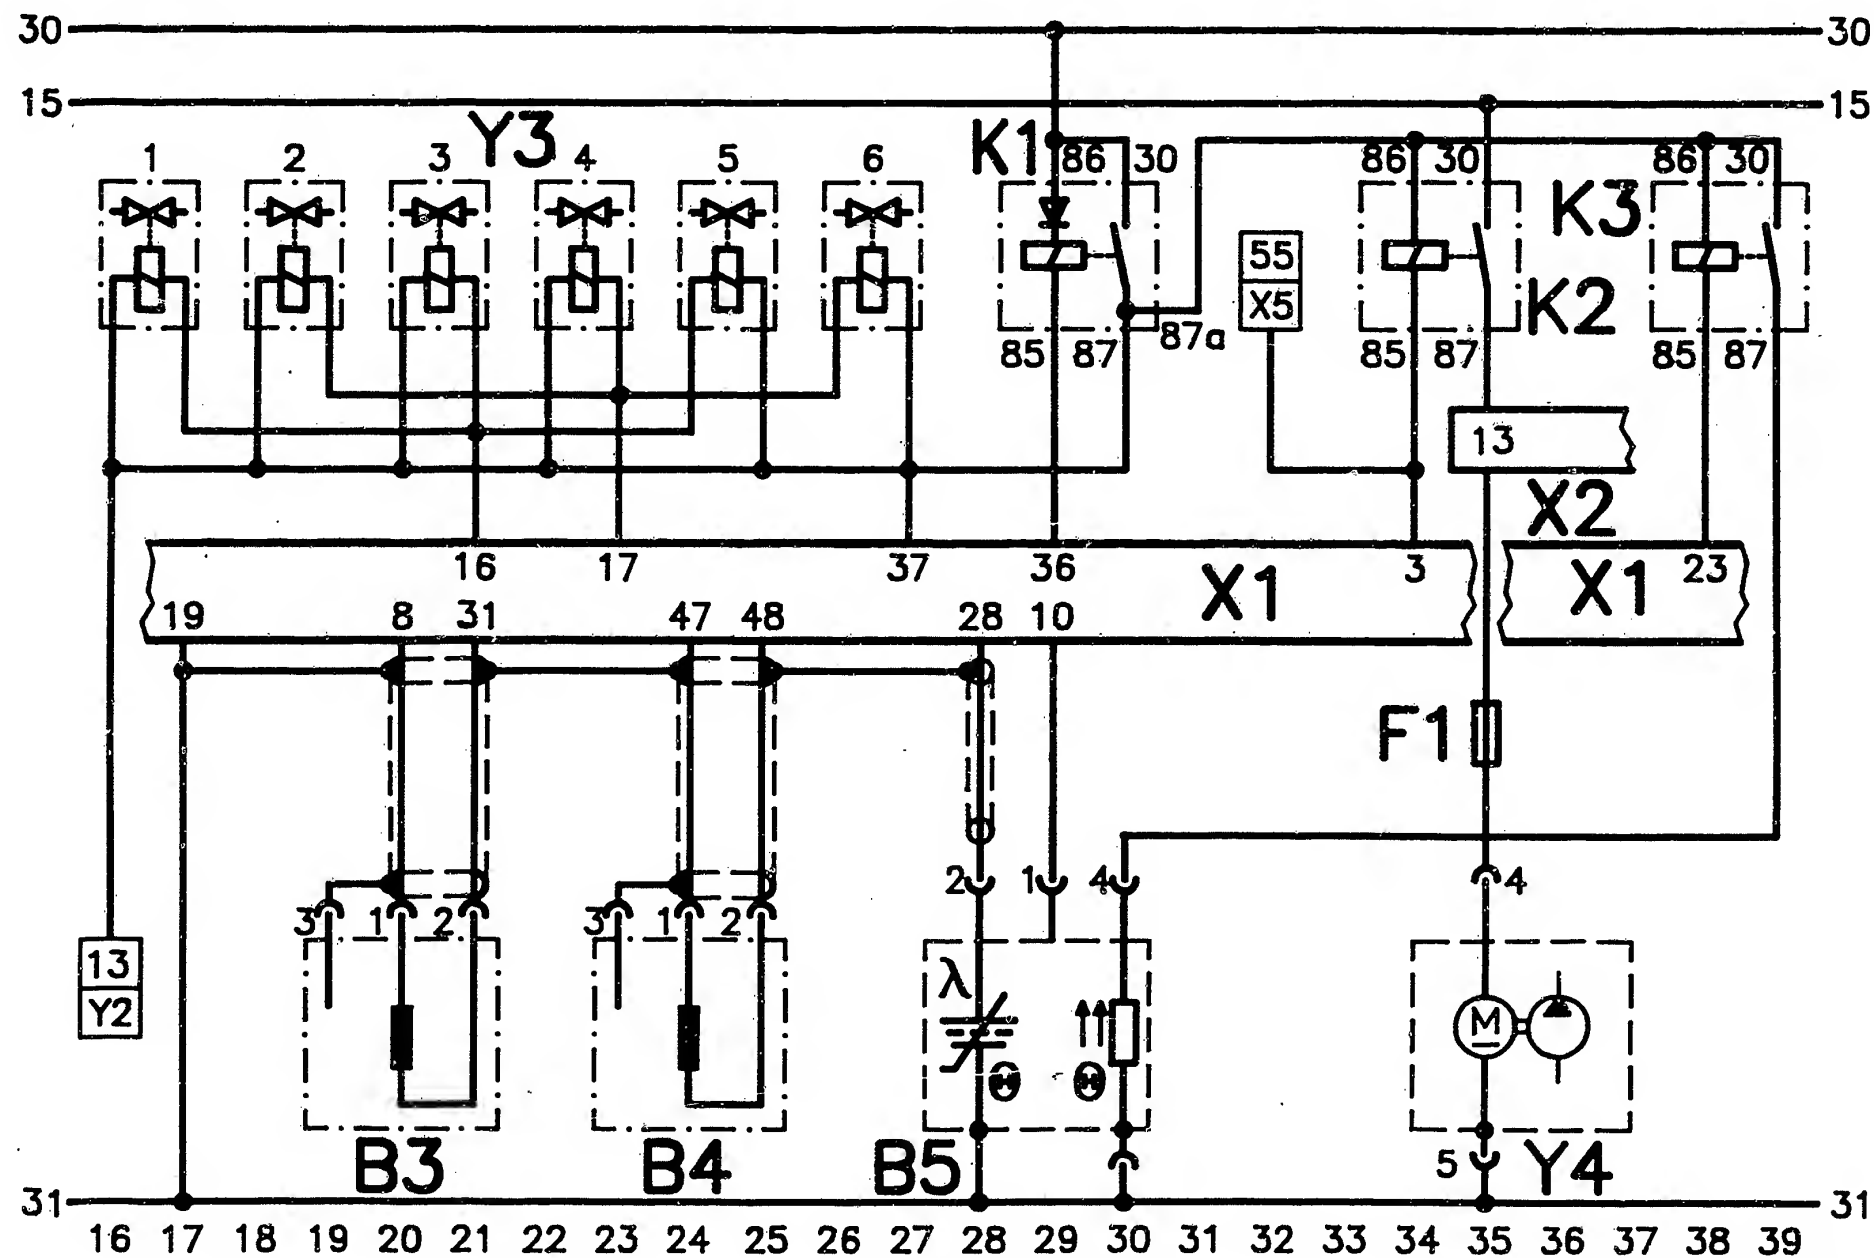 30 30
15 15
Y3 K1
1 2 3 4 5 6 86 30 86 30 86 30
K3
55
X5 K2
87a
85 87 85 87 85 87
13
X2
16 17 37 36 3 23
X1 X1
19 8 31 47 48 28 10
F1
2 1 4 4
3 1 2 3 1 2
13
Y2
λ
M
Θ Θ
B3 B4 B5 5 Y4
31 31
16 17 18 19 20 21 22 23 24 25 26 27 28 29 30 31 32 33 34 35 36 37 38 39